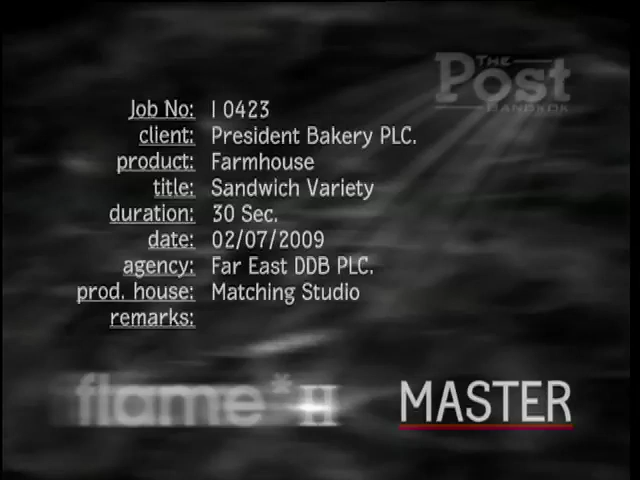 THE
Post
BANGKOK
Job No: I 0423
client: President Bakery PLC.
product: Farmhouse
title: Sandwich Variety
duration: 30 Sec.
date: 02/07/2009
agency: Far East DDB PLC.
prod. house: Matching Studio
remarks:
flame* H
MASTER